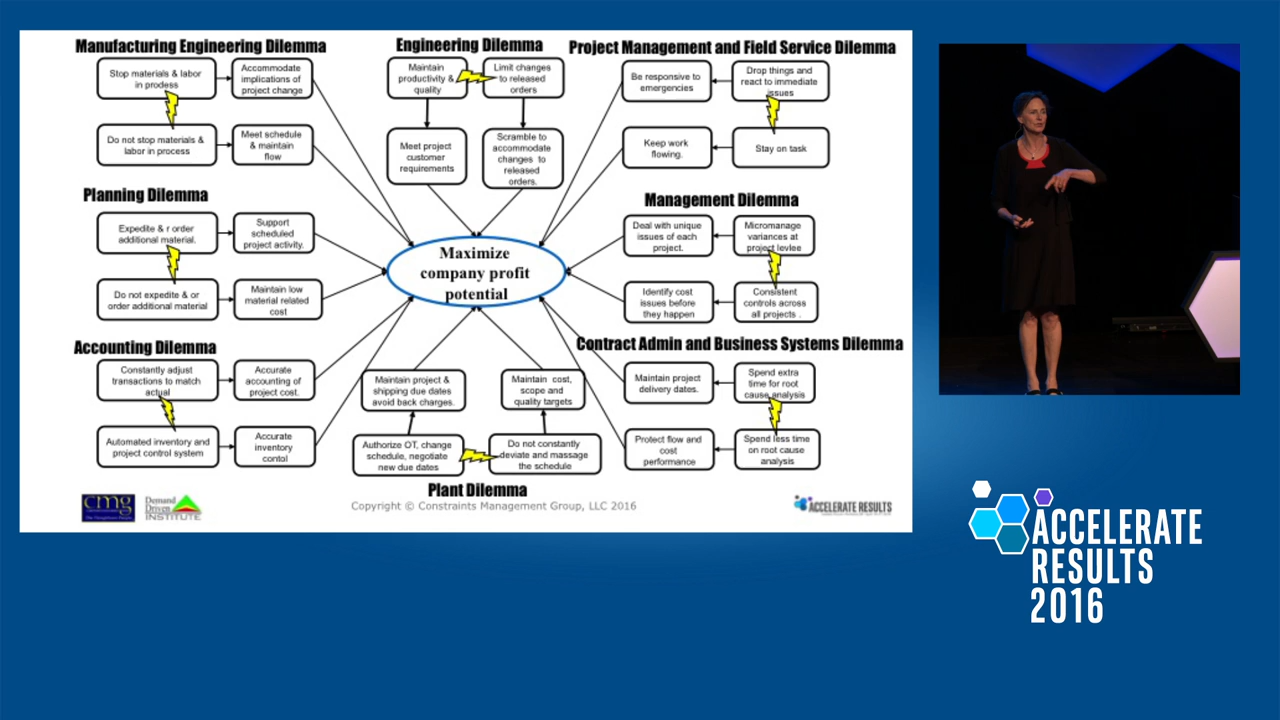 Manufacturing Engineering Dilemma
Stop materials & labor
in prodess
Accommodate
implications of
project change
Do not stop materials &
labor in process
Meet schedule
& maintain
flow
Engineering Dilemma
Maintain
productivity &
quality
Limit changes
to released
orders
Meet project
customer
requirements
Scramble to
accommodate
changes to
released
orders.
Project Management and Field Service Dilemma
Be responsive to
emergencies
Drop things and
react to immediate
issues
Keep work
flowing.
Stay on task
Planning Dilemma
Expedite & r order
additional material.
Support
scheduled
project activity.
Do not expedite & or
order additional material
Maintain low
material related
cost
Maximize
company profit
potential
Management Dilemma
Deal with unique
issues of each
project.
Micromanage
variances at
project levlee
Identify cost
issues before
they happen
Consistent
controls across
all projects .
Accounting Dilemma
Constantly adjust
transactions to match
actual
Accurate
accounting of
project cost.
Automated inventory and
project control system
Accurate
inventory
contol
Maintain project &
shipping due dates
avoid back charges.
Maintain cost,
scope and
quality targets
Authorize OT, change
schedule, negotiate
new due dates
Do not constantly
deviate and massage
the schedule
Plant Dilemma
Contract Admin and Business Systems Dilemma
Maintain project
delivery dates.
Spend extra
time for root
cause analysis
Protect flow and
cost
performance
Spend less time
on root cause
analysis
cmg
Demand
Driven
INSTITUTE
Copyright © Constraints Management Group, LLC 2016
ACCELERATE RESULTS
ACCELERATE
RESULTS
2016